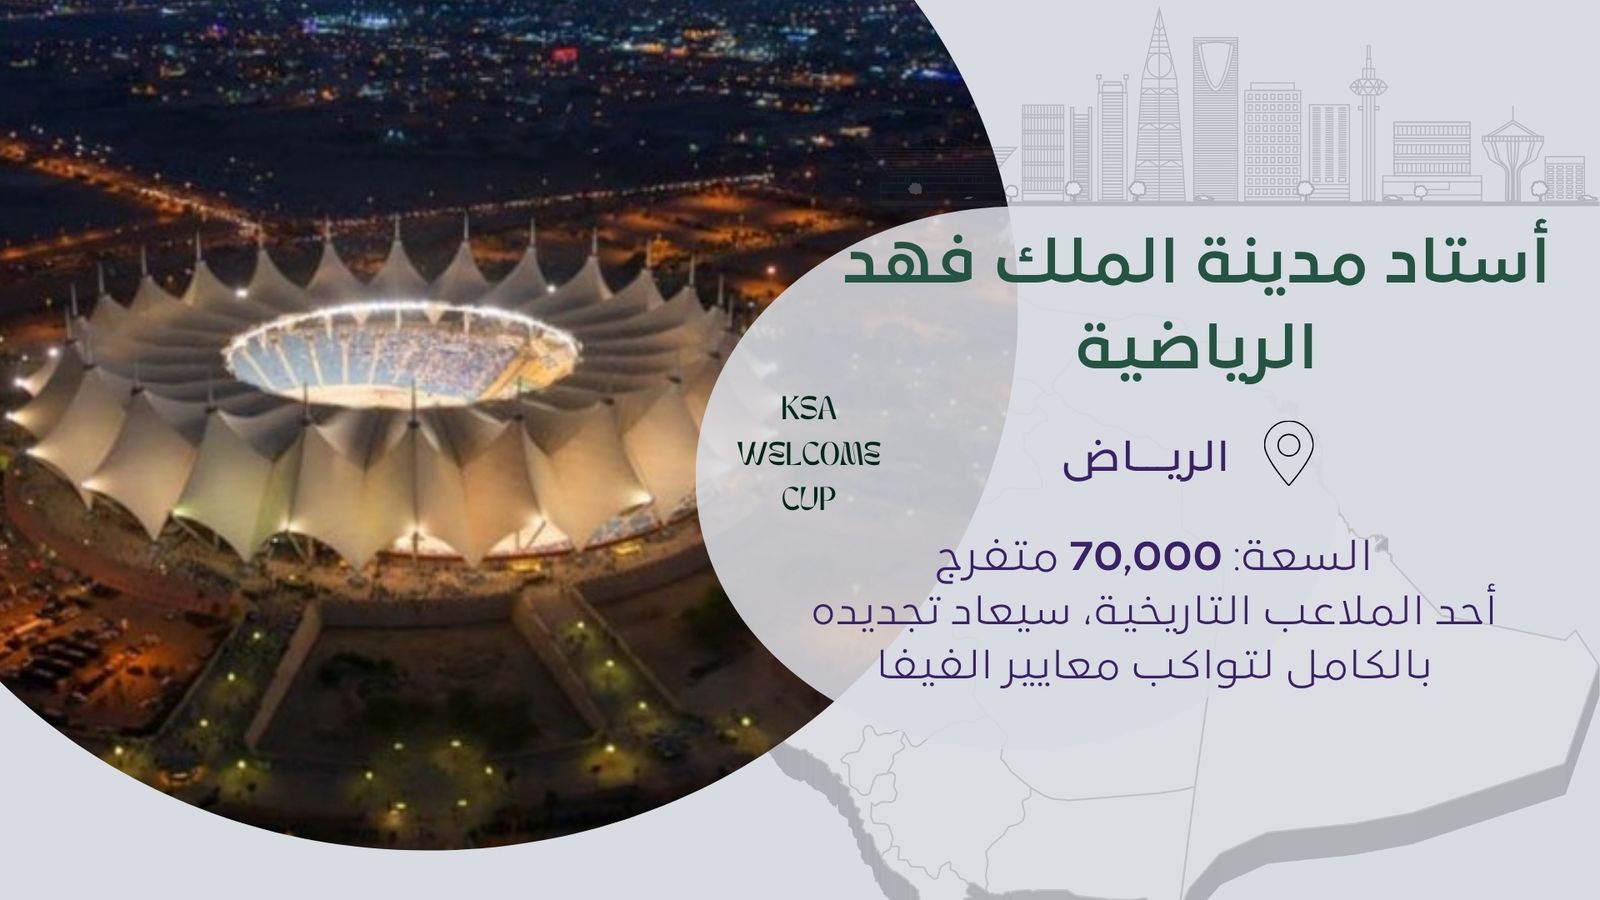 أستاد مدينة الملك فهد
الرياضية
KSA
WELCOME
CUP
الريـــاض
السعة: 70,000 متفرج
أحد الملاعب التاريخية، سيعاد تجديده
بالكامل لتواكب معايير الفيفا